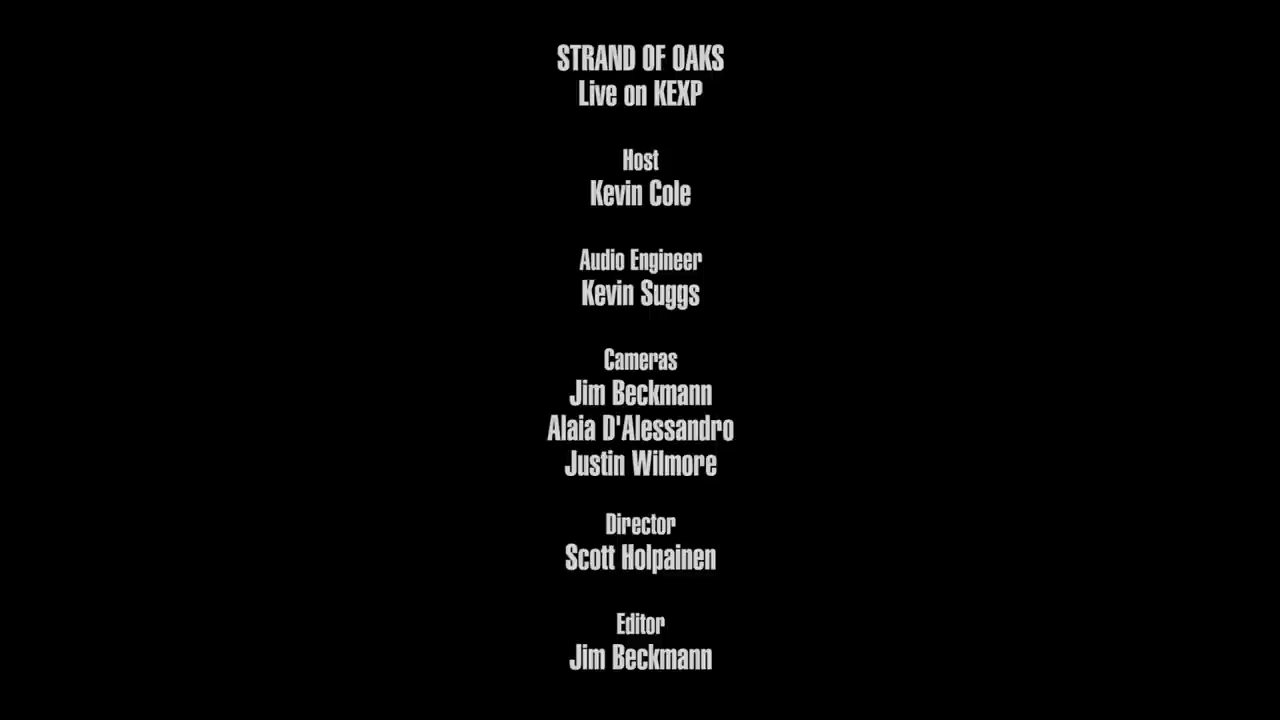 STRAND OF OAKS
Live on KEXP
Host
Kevin Cole
Audio Engineer
Kevin Suggs
Cameras
Jim Beckmann
Alaia D'Alessandro
Justin Wilmore
Director
Scott Holpainen
Editor
Jim Beckmann